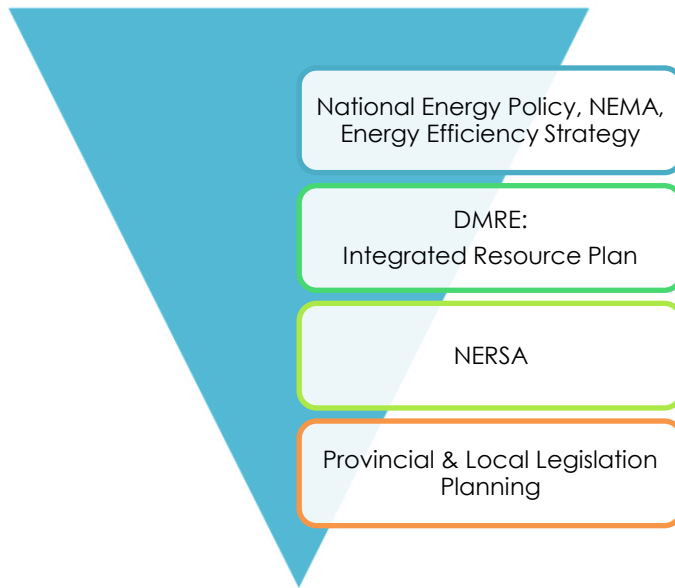 National Energy Policy, NEMA,
Energy Efficiency Strategy
DMRE:
Integrated Resource Plan
NERSA
Provincial & Local Legislation
Planning